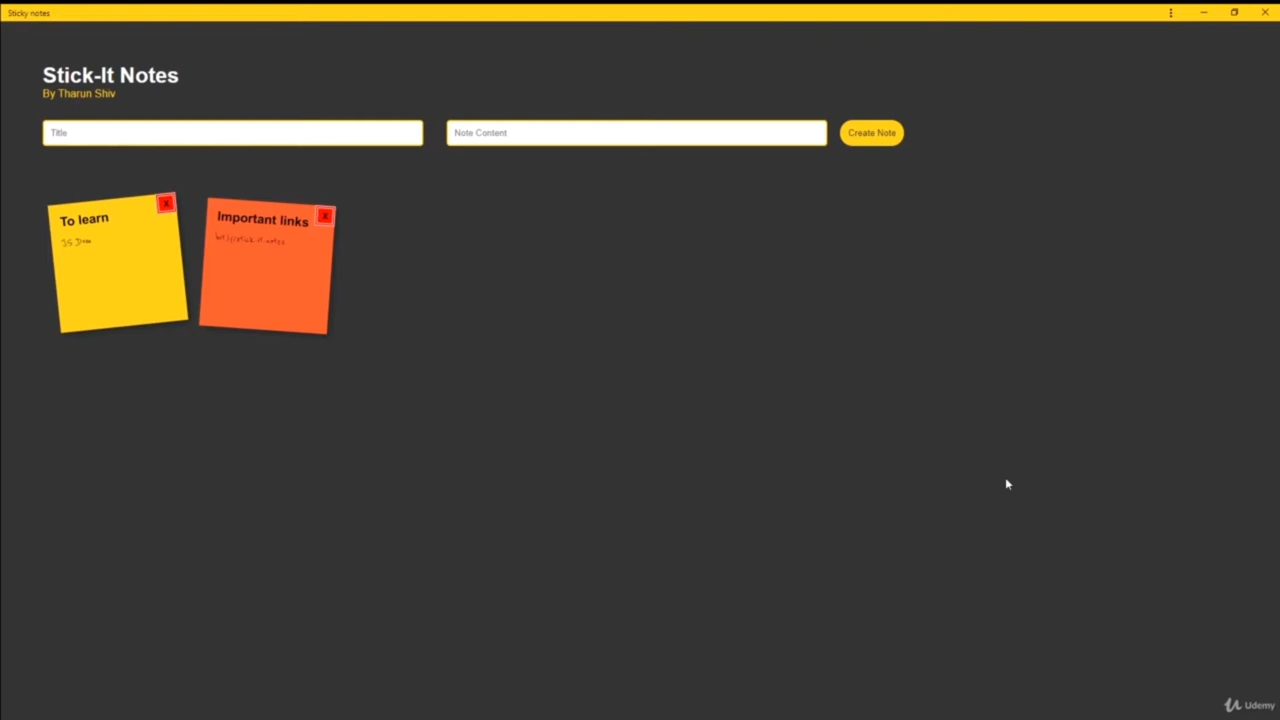 Sticky notes
Stick-It Notes
By Tharun Shiv
Title
Note Content
Create Note
To learn
X
Important links
X
Udemy